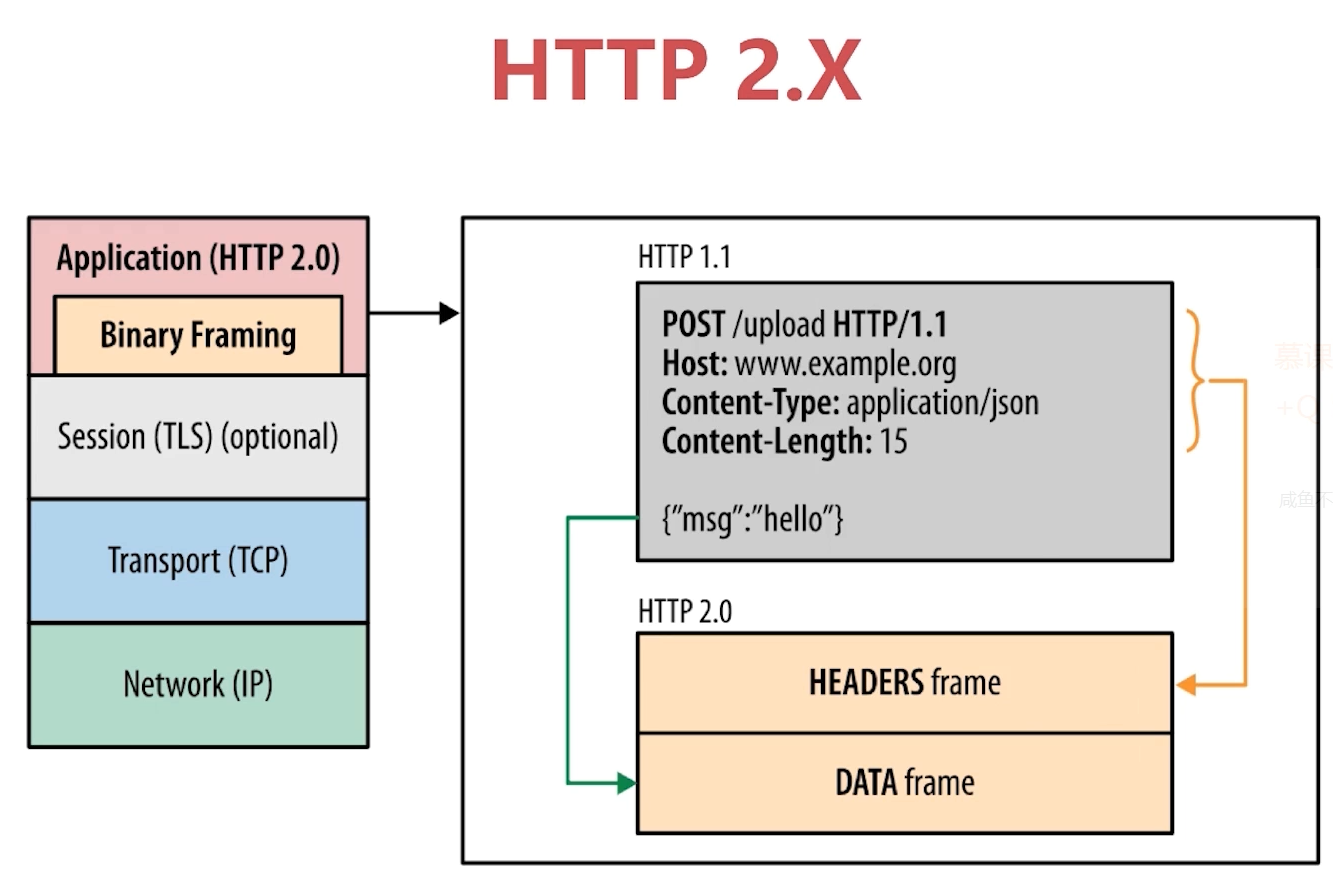 HTTP 2.X
Application (HTTP 2.0)
Binary Framing
Session (TLS) (optional)
Transport (TCP)
Network (IP)
HTTP 1.1
POST /upload HTTP/1.1
Host: www.example.org
Content-Type: application/json
Content-Length: 15
{”msg”:”hello”}
HTTP 2.0
HEADERS frame
DATA frame
慕课
+Q
咸鱼不